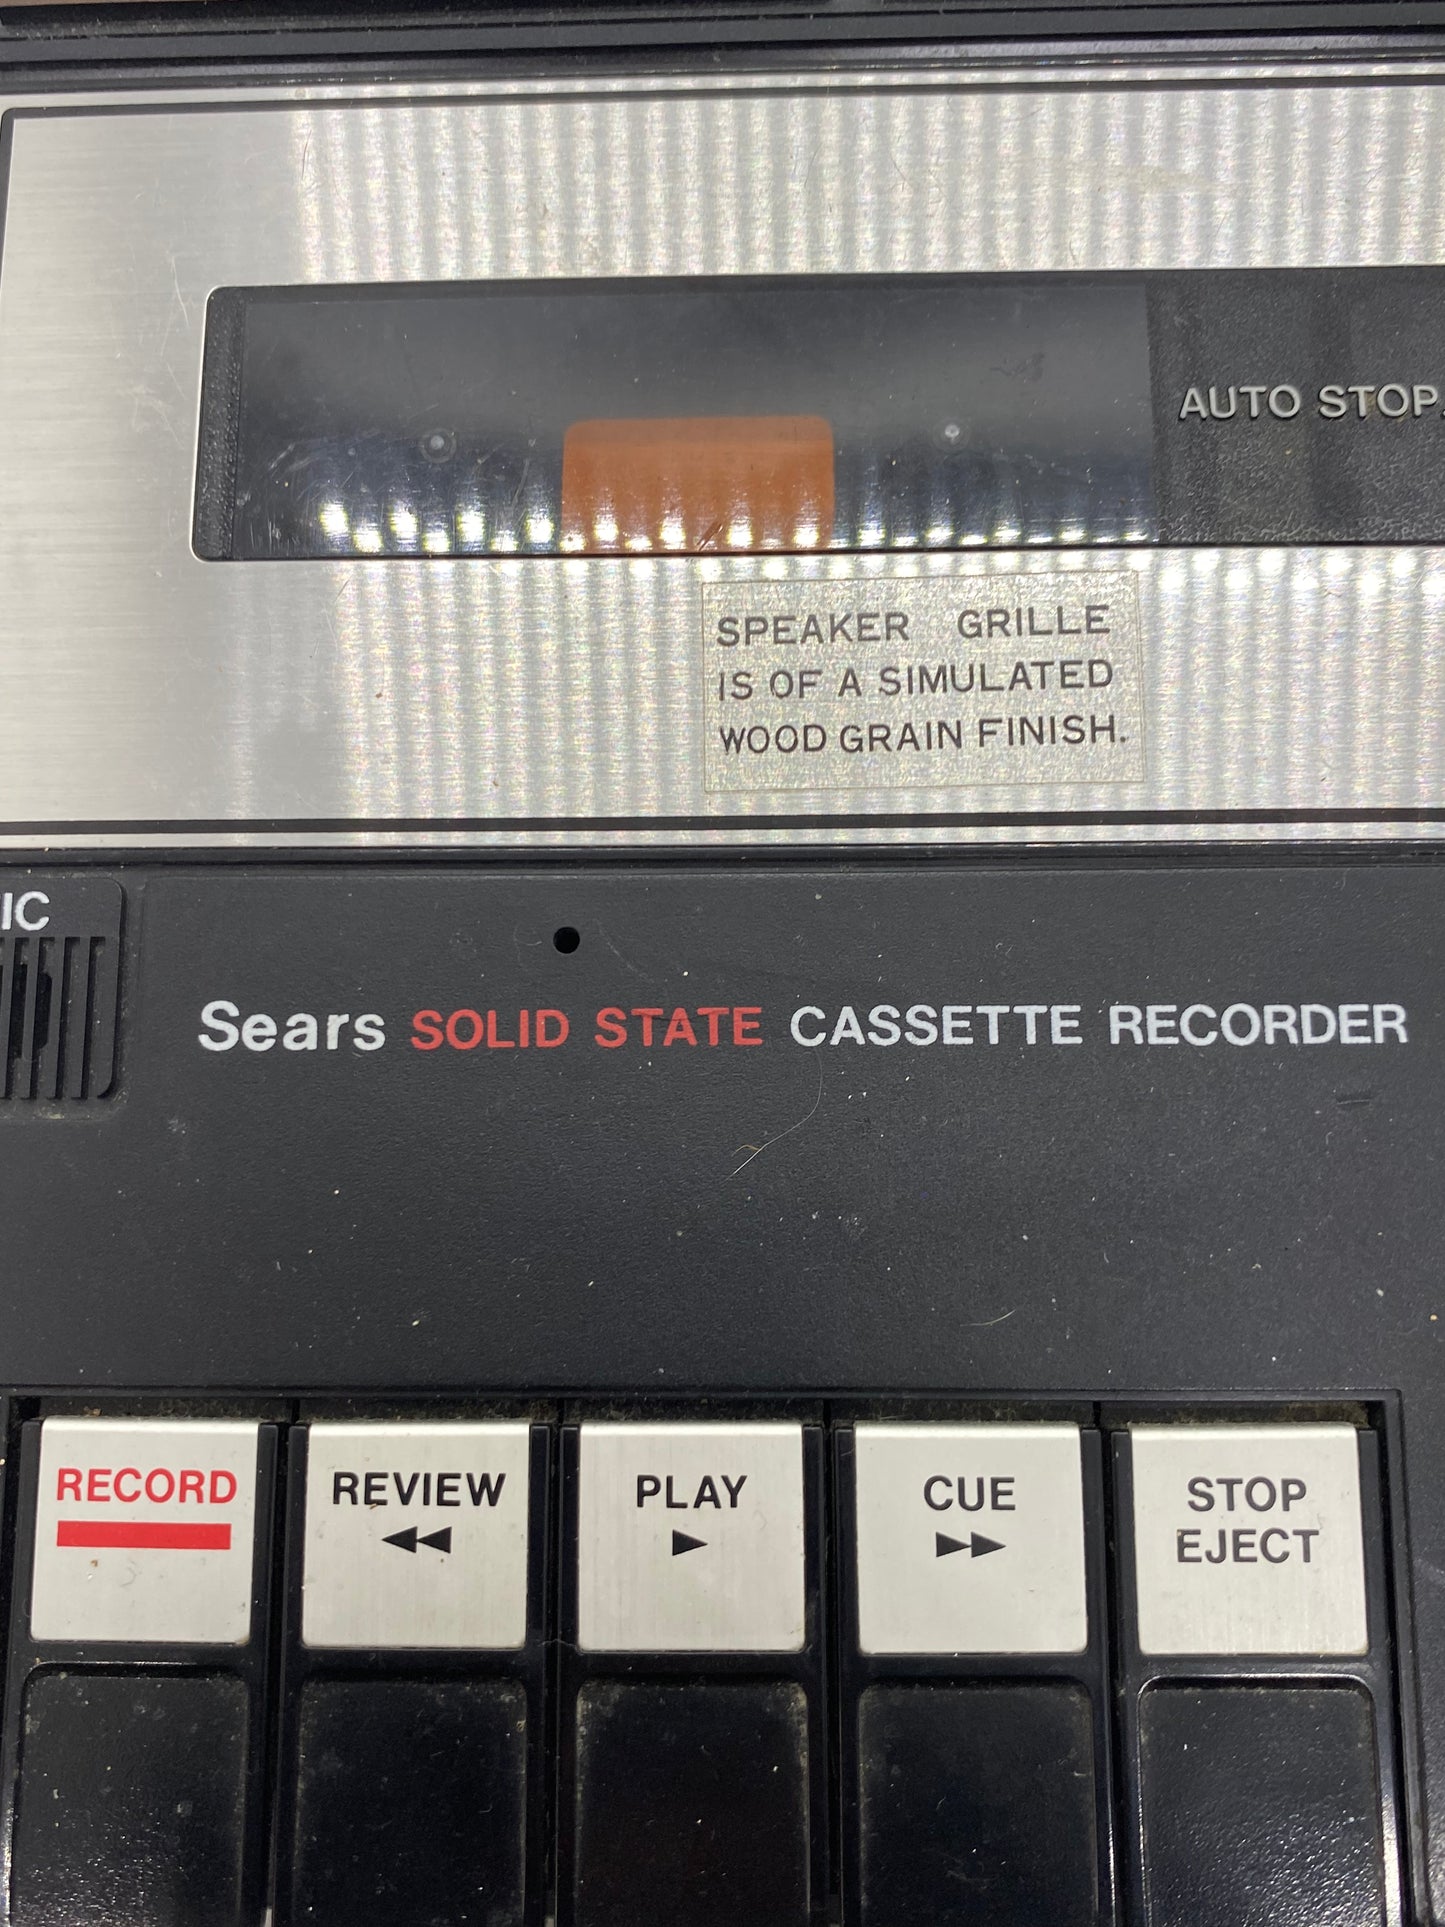 AUTO STOP
SPEAKER GRILLE
IS OF A SIMULATED
WOOD GRAIN FINISH.
IC
Sears SOLID STATE CASSETTE RECORDER
RECORD
REVIEW
PLAY
CUE
STOP
EJECT